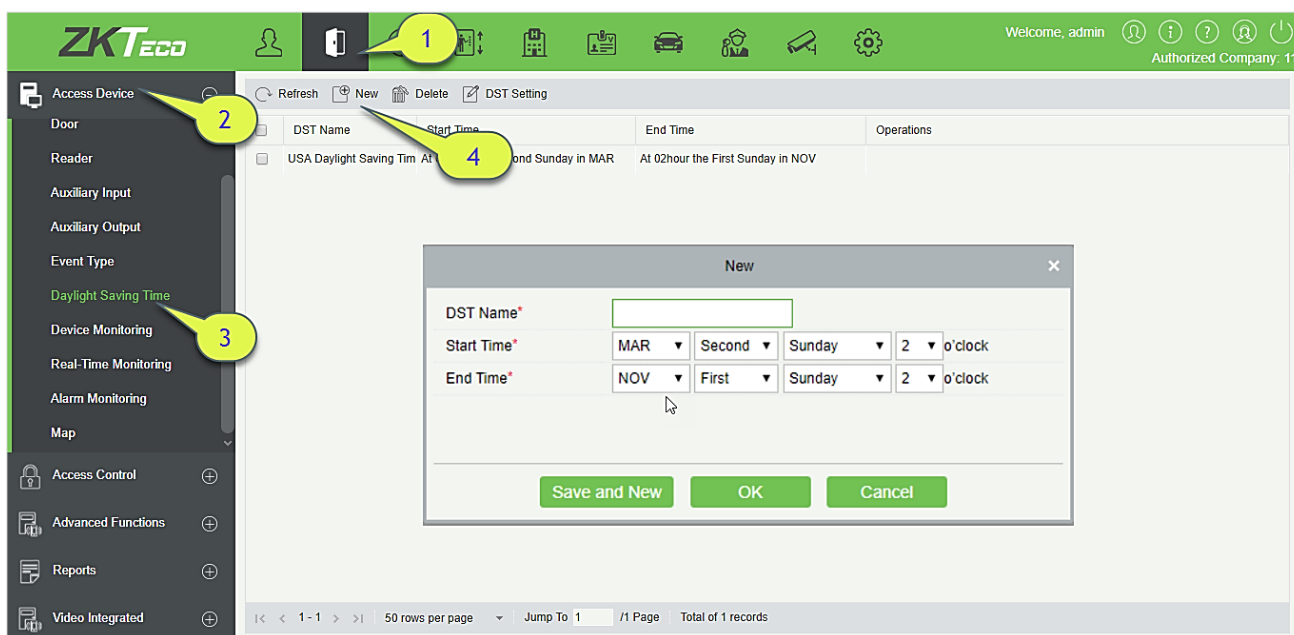 ZKTECO
Welcome, admin
Authorized Company: 11
1
Access Device
2
Refresh New Delete DST Setting
4
Door
Reader
Auxiliary Input
Auxiliary Output
Event Type
Daylight Saving Time
3
Device Monitoring
Real-Time Monitoring
Alarm Monitoring
Map
Access Control
Advanced Functions
Reports
Video Integrated
DST Name Start Time End Time Operations
USA Daylight Saving Tim At Sunday in MAR At 02hour the First Sunday in NOV
New
DST Name*
Start Time* MAR Second Sunday 2 o'clock
End Time* NOV First Sunday 2 o'clock
Save and New OK Cancel
1 - 1 50 rows per page Jump To 1 /1 Page Total of 1 records